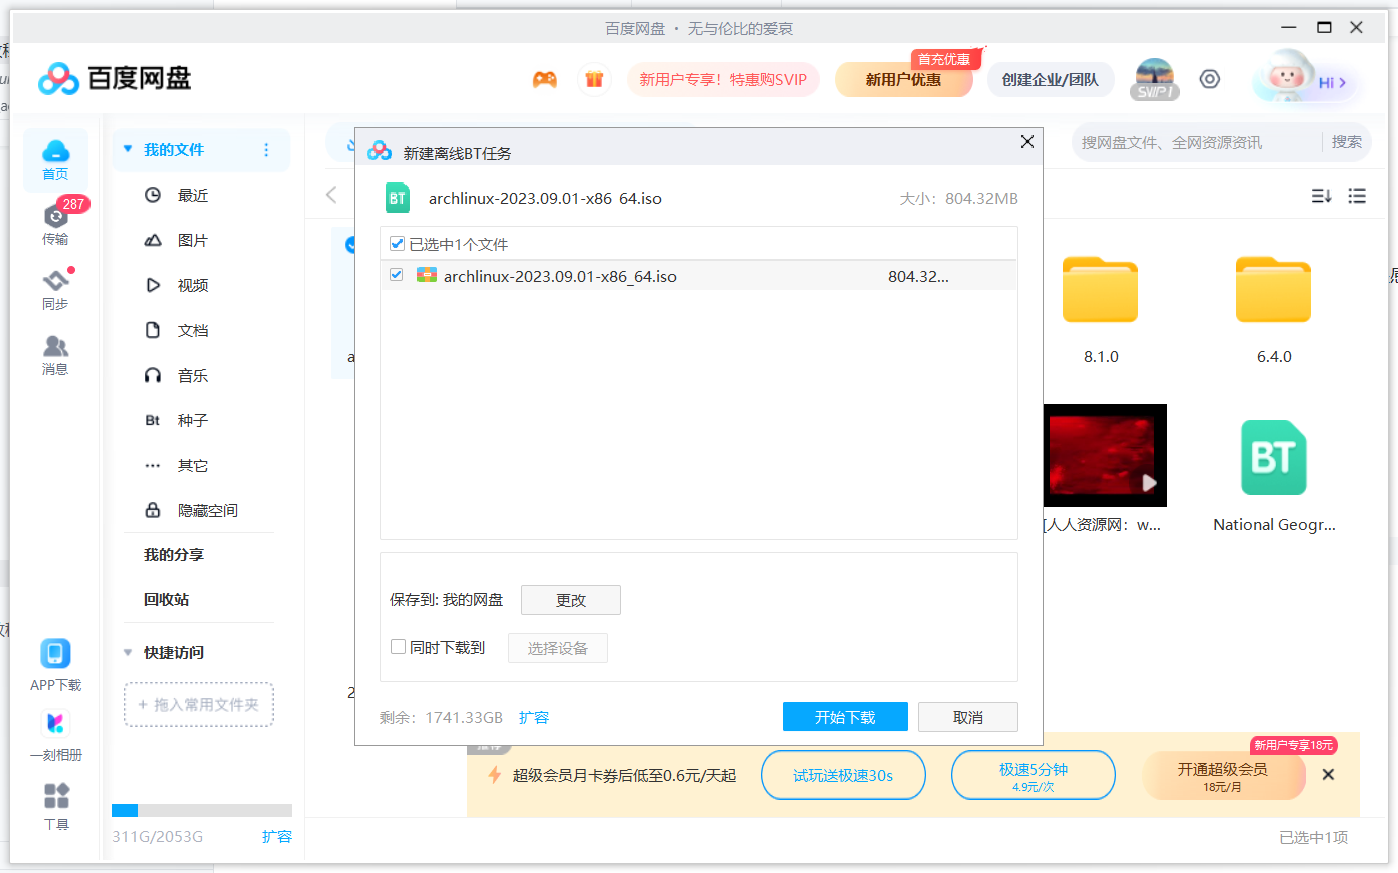 百度网盘 · 无与伦比的爱哀
百度网盘
新用户专享！特惠购SVIP
新用户优惠
首充优惠
创建企业/团队
SVIP1
Hi >
首页
287
传输
同步
消息
APP下载
一刻相册
工具
我的文件
最近
图片
视频
文档
音乐
Bt 种子
其它
隐藏空间
我的分享
回收站
快捷访问
+ 拖入常用文件夹
311G/2053G 扩容
搜网盘文件、全网资源资讯 搜索
新建离线BT任务
BT archlinux-2023.09.01-x86 64.iso 大小：804.32MB
已选中1个文件
archlinux-2023.09.01-x86_64.iso 804.32...
保存到: 我的网盘 更改
同时下载到 选择设备
剩余：1741.33GB 扩容 开始下载 取消
8.1.0
6.4.0
[人人资源网：w...
BT
National Geogr...
推荐
超级会员月卡券后低至0.6元/天起
试玩送极速30s
极速5分钟
4.9元/次
新用户专享18元
开通超级会员
18元/月
已选中1项